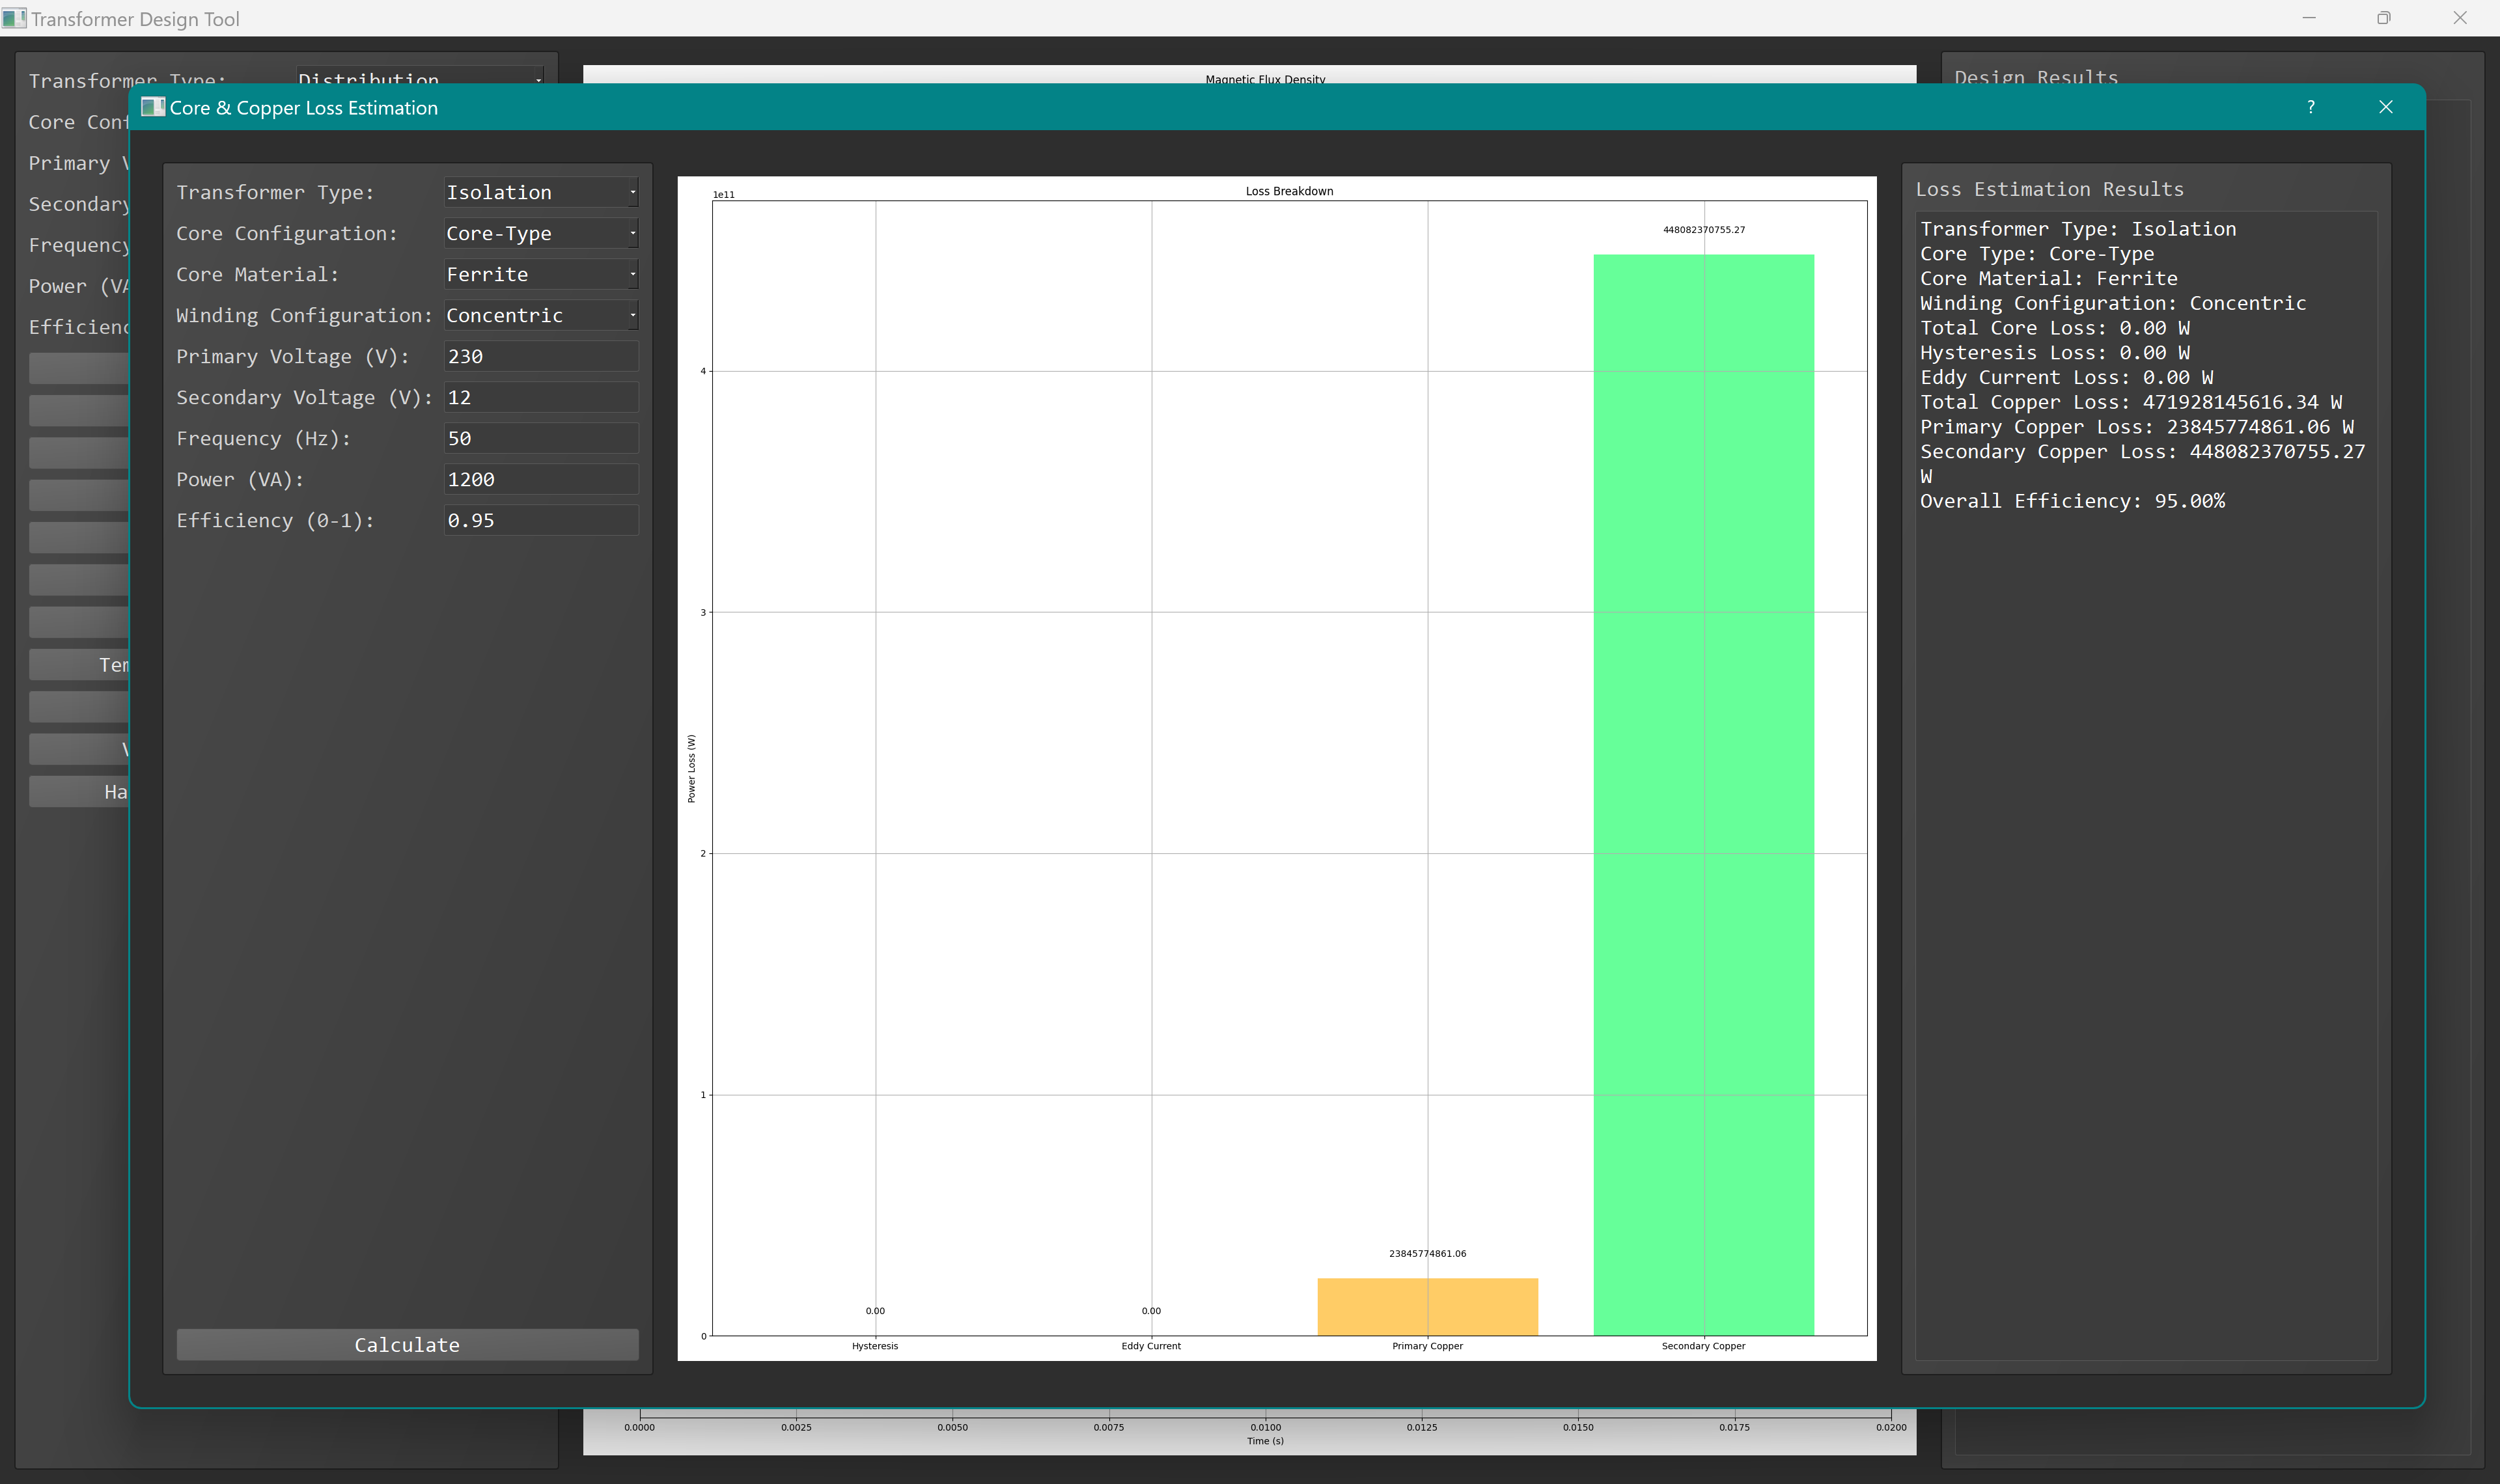 Transformer Design Tool
Transformer Type:
Distribution
Core Conf
Primary V
Secondary
Frequency
Power (VA
Efficienc
Ten
V
Ha
Magnetic Flux Density
Design Results
Core & Copper Loss Estimation
?
Transformer Type: Isolation
Core Configuration: Core-Type
Core Material: Ferrite
Winding Configuration: Concentric
Primary Voltage (V): 230
Secondary Voltage (V): 12
Frequency (Hz): 50
Power (VA): 1200
Efficiency (0-1): 0.95
Calculate
1e11
Loss Breakdown
448082370755.27
4
3
2
1
0
Power Loss (W)
0.00
0.00
23845774861.06
Hysteresis
Eddy Current
Primary Copper
Secondary Copper
Loss Estimation Results
Transformer Type: Isolation
Core Type: Core-Type
Core Material: Ferrite
Winding Configuration: Concentric
Total Core Loss: 0.00 W
Hysteresis Loss: 0.00 W
Eddy Current Loss: 0.00 W
Total Copper Loss: 471928145616.34 W
Primary Copper Loss: 23845774861.06 W
Secondary Copper Loss: 448082370755.27
W
Overall Efficiency: 95.00%
0.0000 0.0025 0.0050 0.0075 0.0100 0.0125 0.0150 0.0175 0.0200
Time (s)